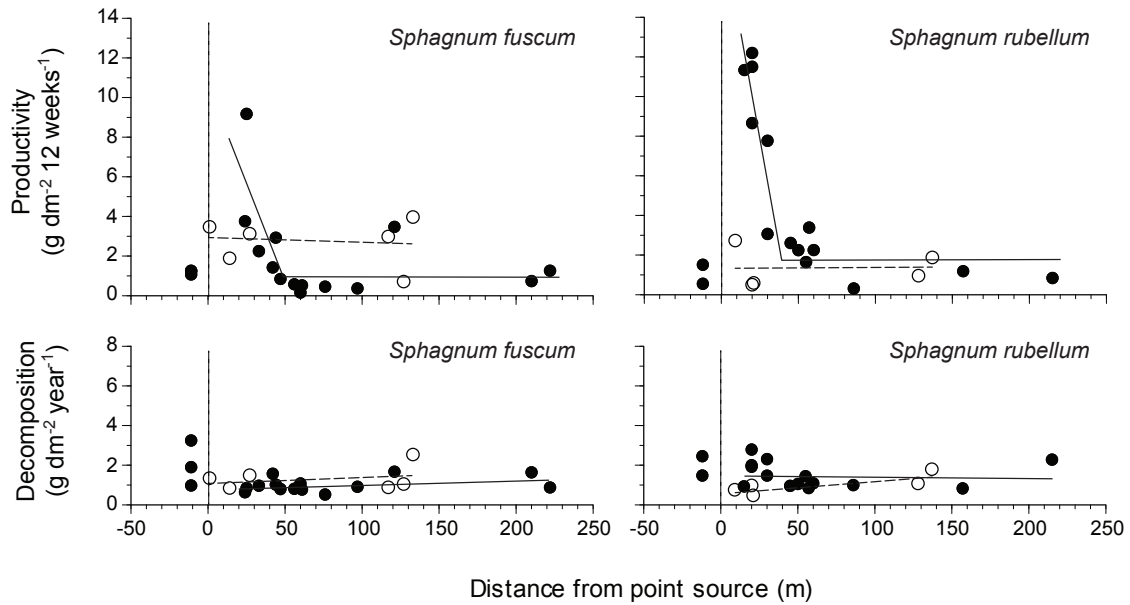 Sphagnum fuscum
Sphagnum rubellum
14
12
10
8
6
4
2
0
Productivity
(g dm-2 12 weeks-1)
Sphagnum fuscum
Sphagnum rubellum
8
6
4
2
0
Decomposition
(g dm-2 year-1)
-50 0 50 100 150 200 250
-50 0 50 100 150 200 250
Distance from point source (m)